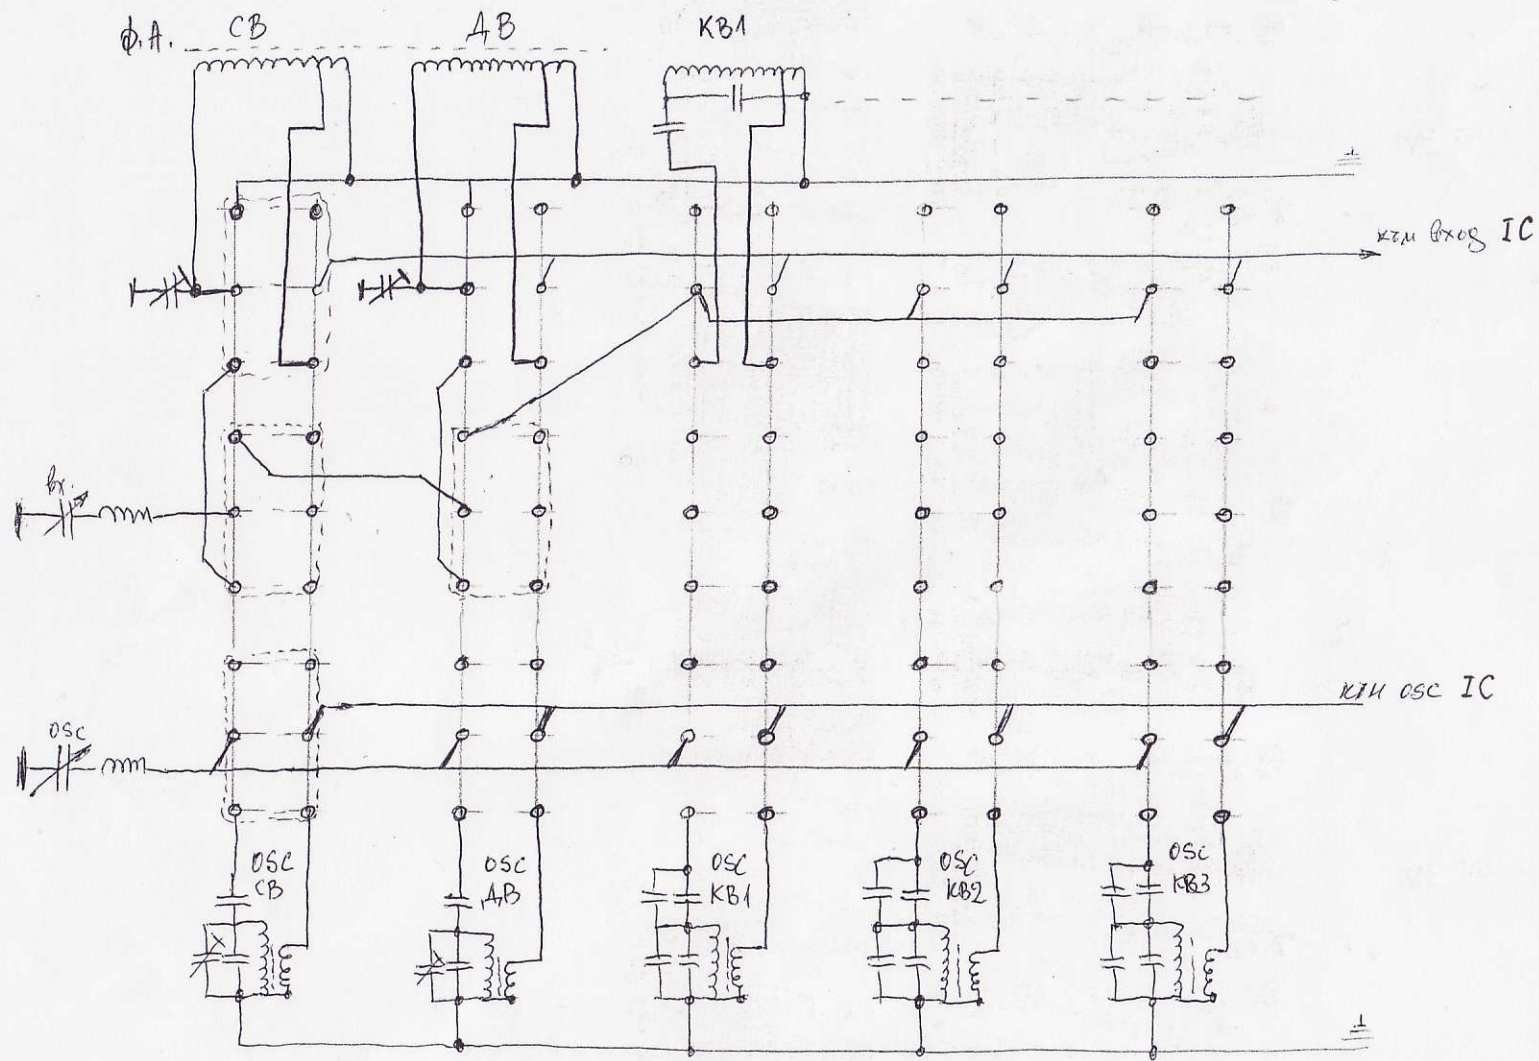 Ф.А.
СВ
ДВ
КВ1
към вход IC
вх.
към OSC IC
OSC
OSC
СВ
OSC
ДВ
OSC
КВ1
OSC
КВ2
OSC
КВ3